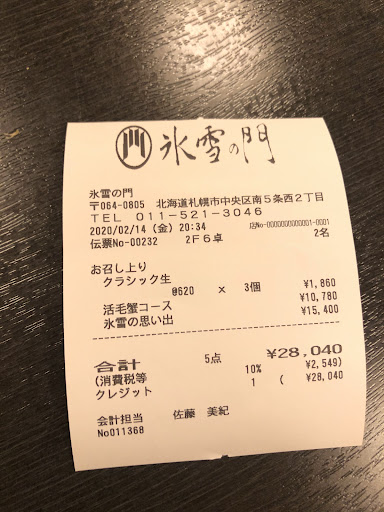 氷雪の門
氷雪の門
〒064-0805 北海道札幌市中央区南5条西2丁目
TEL 011-521-3046
2020/02/14 (金) 20:34 店No-0000000000001-0001
伝票No-00232 2F6卓 2名
お召し上り
クラシック生
@620 × 3個 ¥1,860
活毛蟹コース ¥10,780
氷雪の思い出 ¥15,400
合計 5点 ¥28,040
(消費税等 10% ¥2,549)
クレジット 1 ( ¥28,040
会計担当 佐藤 美紀
No011368